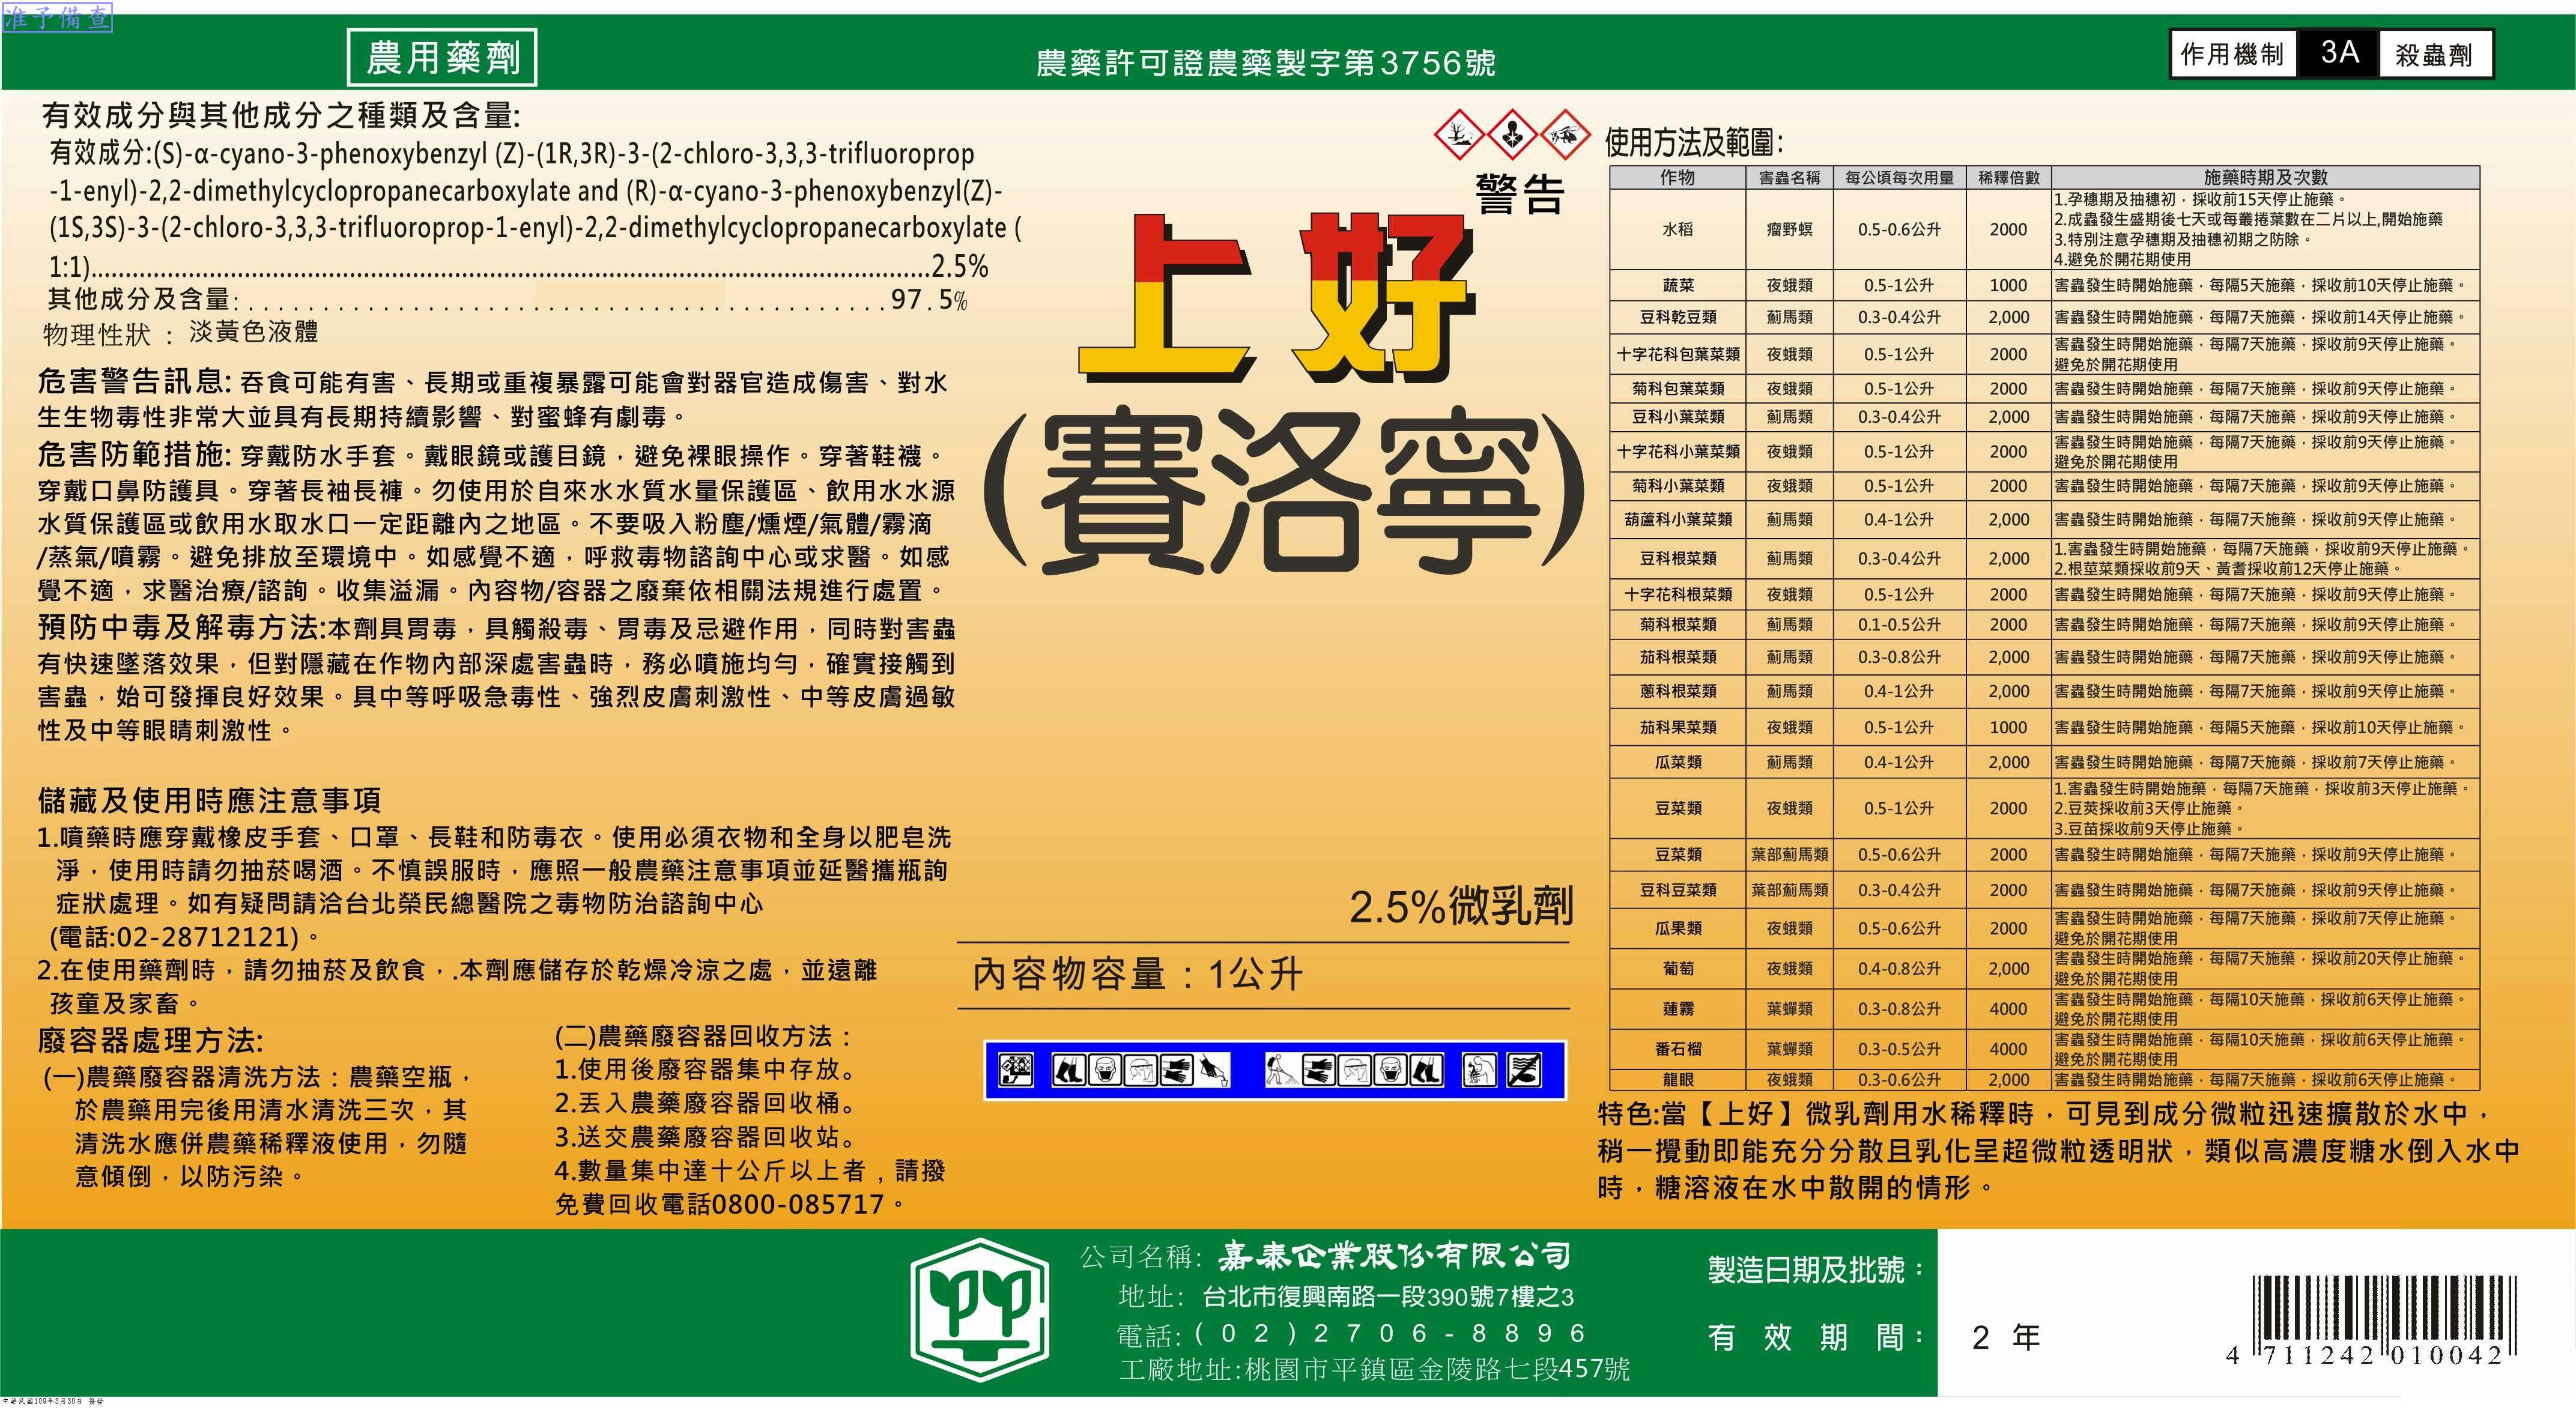 准予備查
農用藥劑
農藥許可證農藥製字第3756號
作用機制 3A 殺蟲劑
有效成分與其他成分之種類及含量:
有效成分:(S)-α-cyano-3-phenoxybenzyl (Z)-(1R,3R)-3-(2-chloro-3,3,3-trifluoroprop
-1-enyl)-2,2-dimethylcyclopropanecarboxylate and (R)-α-cyano-3-phenoxybenzyl(Z)-
(1S,3S)-3-(2-chloro-3,3,3-trifluoroprop-1-enyl)-2,2-dimethylcyclopropanecarboxylate (
1:1)....................2.5%
其他成分及含量:....................97.5%
物理性狀 : 淡黃色液體
危害警告訊息: 吞食可能有害、長期或重複暴露可能會對器官造成傷害、對水
生生物毒性非常大並具有長期持續影響、對蜜蜂有劇毒。
危害防範措施: 穿戴防水手套。戴眼鏡或護目鏡，避免裸眼操作。穿著鞋襪。
穿戴口鼻防護具。穿著長袖長褲。勿使用於自來水水質水量保護區、飲用水水源
水質保護區或飲用水取水口一定距離內之地區。不要吸入粉塵/燻煙/氣體/霧滴
/蒸氣/噴霧。避免排放至環境中。如感覺不適，呼救毒物諮詢中心或求醫。如感
覺不適，求醫治療/諮詢。收集溢漏。內容物/容器之廢棄依相關法規進行處置。
預防中毒及解毒方法:本劑具胃毒，具觸殺毒、胃毒及忌避作用，同時對害蟲
有快速墜落效果，但對隱藏在作物內部深處害蟲時，務必噴施均勻，確實接觸到
害蟲，始可發揮良好效果。具中等呼吸急毒性、強烈皮膚刺激性、中等皮膚過敏
性及中等眼睛刺激性。
儲藏及使用時應注意事項
1.噴藥時應穿戴橡皮手套、口罩、長鞋和防毒衣。使用必須衣物和全身以肥皂洗
淨，使用時請勿抽菸喝酒。不慎誤服時，應照一般農藥注意事項並延醫攜瓶詢
症狀處理。如有疑問請洽台北榮民總醫院之毒物防治諮詢中心
(電話:02-28712121)。
2.在使用藥劑時，請勿抽菸及飲食，.本劑應儲存於乾燥冷涼之處，並遠離
孩童及家畜。
廢容器處理方法:
(一)農藥廢容器清洗方法：農藥空瓶，
於農藥用完後用清水清洗三次，其
清洗水應併農藥稀釋液使用，勿隨
意傾倒，以防污染。
(二)農藥廢容器回收方法：
1.使用後廢容器集中存放。
2.丟入農藥廢容器回收桶。
3.送交農藥廢容器回收站。
4.數量集中達十公斤以上者，請撥
免費回收電話0800-085717。
警告
上好
(賽洛寧)
2.5%微乳劑
內容物容量：1公升
使用方法及範圍:
作物 害蟲名稱 每公頃每次用量 稀釋倍數 施藥時期及次數
水稻 瘤野螟 0.5-0.6公升 2000 1.孕穗期及抽穗初，採收前15天停止施藥。
2.成蟲發生盛期後七天或每叢捲葉數在二片以上,開始施藥
3.特別注意孕穗期及抽穗初期之防除。
4.避免於開花期使用
蔬菜 夜蛾類 0.5-1公升 1000 害蟲發生時開始施藥，每隔5天施藥，採收前10天停止施藥。
豆科乾豆類 薊馬類 0.3-0.4公升 2,000 害蟲發生時開始施藥，每隔7天施藥，採收前14天停止施藥。
十字花科包葉菜類 夜蛾類 0.5-1公升 2000 害蟲發生時開始施藥，每隔7天施藥，採收前9天停止施藥。
避免於開花期使用
菊科包葉菜類 夜蛾類 0.5-1公升 2000 害蟲發生時開始施藥，每隔7天施藥，採收前9天停止施藥。
豆科小葉菜類 薊馬類 0.3-0.4公升 2,000 害蟲發生時開始施藥，每隔7天施藥，採收前9天停止施藥。
十字花科小葉菜類 夜蛾類 0.5-1公升 2000 害蟲發生時開始施藥，每隔7天施藥，採收前9天停止施藥。
避免於開花期使用
菊科小葉菜類 夜蛾類 0.5-1公升 2000 害蟲發生時開始施藥，每隔7天施藥，採收前9天停止施藥。
葫蘆科小葉菜類 薊馬類 0.4-1公升 2,000 害蟲發生時開始施藥，每隔7天施藥，採收前9天停止施藥。
豆科根菜類 薊馬類 0.3-0.4公升 2,000 1.害蟲發生時開始施藥，每隔7天施藥，採收前9天停止施藥。
2.根莖菜類採收前9天、黃耆採收前12天停止施藥。
十字花科根菜類 夜蛾類 0.5-1公升 2000 害蟲發生時開始施藥，每隔7天施藥，採收前9天停止施藥。
菊科根菜類 薊馬類 0.1-0.5公升 2000 害蟲發生時開始施藥，每隔7天施藥，採收前9天停止施藥。
茄科根菜類 薊馬類 0.3-0.8公升 2,000 害蟲發生時開始施藥，每隔7天施藥，採收前9天停止施藥。
蔥科根菜類 薊馬類 0.4-1公升 2,000 害蟲發生時開始施藥，每隔7天施藥，採收前9天停止施藥。
茄科果菜類 夜蛾類 0.5-1公升 1000 害蟲發生時開始施藥，每隔5天施藥，採收前10天停止施藥。
瓜菜類 薊馬類 0.4-1公升 2,000 害蟲發生時開始施藥，每隔7天施藥，採收前7天停止施藥。
豆菜類 夜蛾類 0.5-1公升 2000 1.害蟲發生時開始施藥，每隔7天施藥，採收前3天停止施藥。
2.豆莢採收前3天停止施藥。
3.豆苗採收前9天停止施藥。
豆菜類 葉部薊馬類 0.5-0.6公升 2000 害蟲發生時開始施藥，每隔7天施藥，採收前9天停止施藥。
豆科豆菜類 葉部薊馬類 0.3-0.4公升 2000 害蟲發生時開始施藥，每隔7天施藥，採收前9天停止施藥。
瓜果類 夜蛾類 0.5-0.6公升 2000 害蟲發生時開始施藥，每隔7天施藥，採收前7天停止施藥。
避免於開花期使用
葡萄 夜蛾類 0.4-0.8公升 2,000 害蟲發生時開始施藥，每隔7天施藥，採收前20天停止施藥。
避免於開花期使用
蓮霧 葉蟬類 0.3-0.8公升 4000 害蟲發生時開始施藥，每隔10天施藥，採收前6天停止施藥。
避免於開花期使用
番石榴 葉蟬類 0.3-0.5公升 4000 害蟲發生時開始施藥，每隔10天施藥，採收前6天停止施藥。
避免於開花期使用
龍眼 夜蛾類 0.3-0.6公升 2,000 害蟲發生時開始施藥，每隔7天施藥，採收前6天停止施藥。
特色:當【上好】微乳劑用水稀釋時，可見到成分微粒迅速擴散於水中，
稍一攪動即能充分分散且乳化呈超微粒透明狀，類似高濃度糖水倒入水中
時，糖溶液在水中散開的情形。
公司名稱: 嘉泰企業股份有限公司
地址: 台北市復興南路一段390號7樓之3
電話:(02)2706-8896
工廠地址:桃園市平鎮區金陵路七段457號
製造日期及批號：
有效期間: 2 年
4 711242 010042
中華民國109年3月30日 簽發